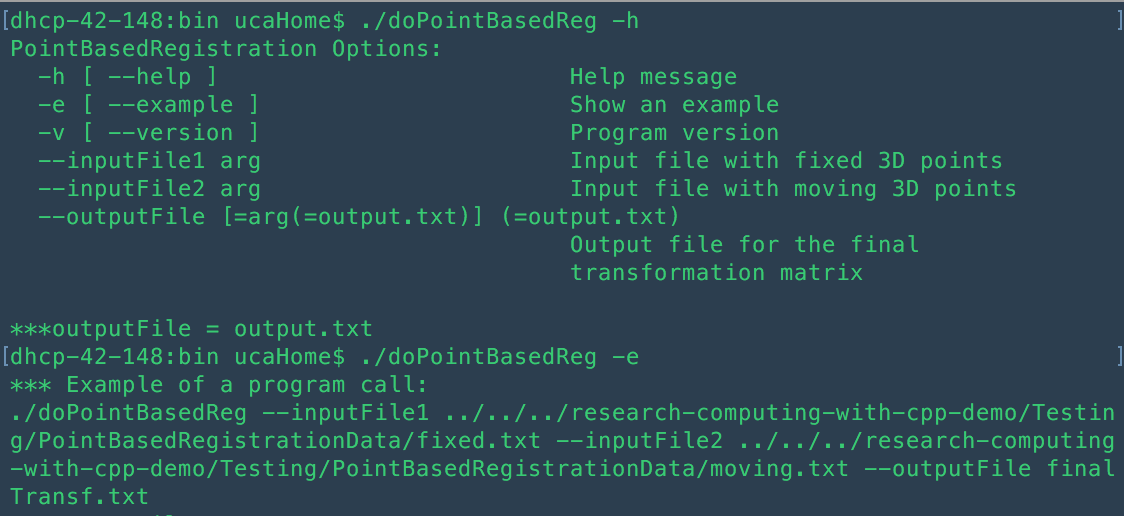 [dhcp-42-148:bin ucaHome$ ./doPointBasedReg -h ]
PointBasedRegistration Options:
  -h [ --help ]                         Help message
  -e [ --example ]                      Show an example
  -v [ --version ]                      Program version
  --inputFile1 arg                      Input file with fixed 3D points
  --inputFile2 arg                      Input file with moving 3D points
  --outputFile [=arg(=output.txt)] (=output.txt)
                                        Output file for the final
                                        transformation matrix

***outputFile = output.txt
[dhcp-42-148:bin ucaHome$ ./doPointBasedReg -e ]
*** Example of a program call:
./doPointBasedReg --inputFile1 ../../../research-computing-with-cpp-demo/Testin
g/PointBasedRegistrationData/fixed.txt --inputFile2 ../../../research-computing
-with-cpp-demo/Testing/PointBasedRegistrationData/moving.txt --outputFile final
Transf.txt